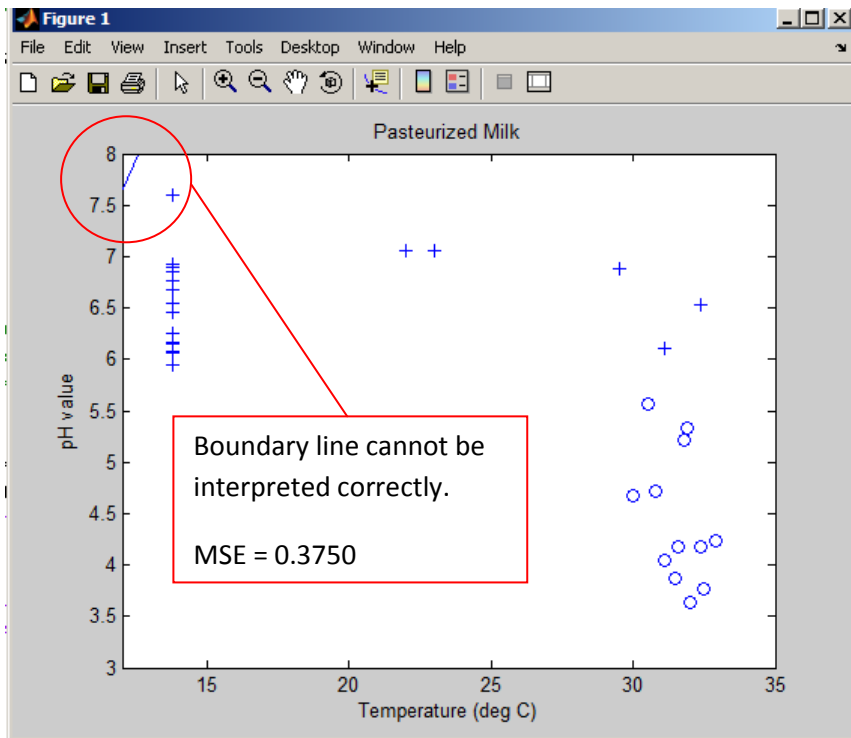 Figure 1
File Edit View Insert Tools Desktop Window Help
Pasteurized Milk
8
7.5
7
6.5
6
5.5
5
4.5
4
3.5
3
pH value
Boundary line cannot be
interpreted correctly.
MSE = 0.3750
15 20 25 30 35
Temperature (deg C)